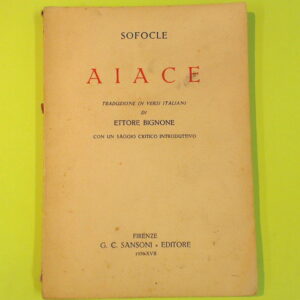 SOFOCLE
AIACE
TRADUZIONE IN VERSI ITALIANI
DI
ETTORE BIGNONE
CON UN SAGGIO CRITICO INTRODUTTIVO
FIRENZE
G. C. SANSONI - EDITORE